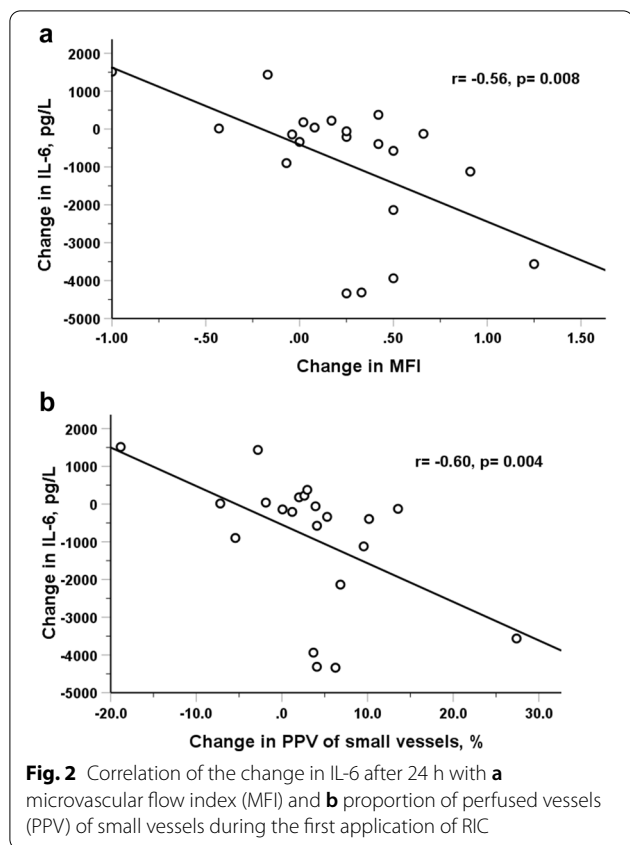 a
2000
1000
0
-1000
-2000
-3000
-4000
-5000
Change in IL-6, pg/L
r= -0.56, p= 0.008
-1.00 -.50 .00 .50 1.00 1.50
Change in MFI
b
2000
1000
0
-1000
-2000
-3000
-4000
-5000
Change in IL-6, pg/L
r= -0.60, p= 0.004
-20.0 -10.0 .0 10.0 20.0 30.0
Change in PPV of small vessels, %
Fig. 2 Correlation of the change in IL-6 after 24 h with a
microvascular flow index (MFI) and b proportion of perfused vessels
(PPV) of small vessels during the first application of RIC